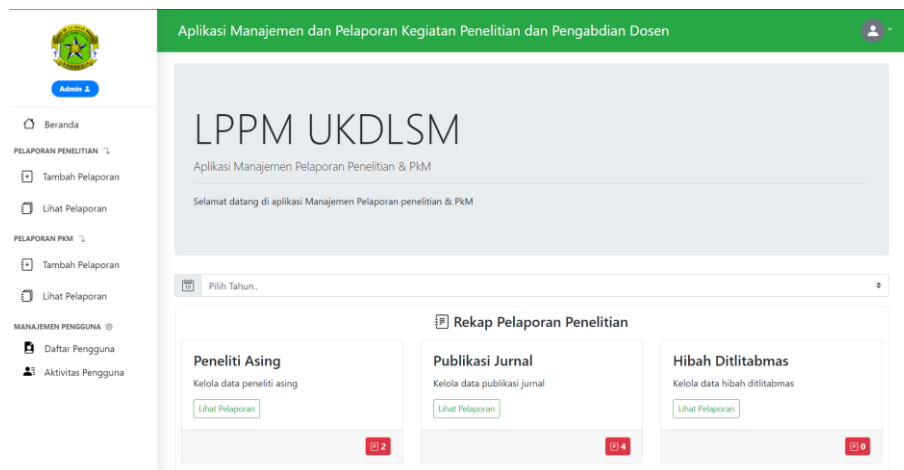 Aplikasi Manajemen dan Pelaporan Kegiatan Penelitian dan Pengabdian Dosen
Admin
Beranda
PELAPORAN PENELITIAN
Tambah Pelaporan
Lihat Pelaporan
PELAPORAN PKM
Tambah Pelaporan
Lihat Pelaporan
MANAJEMEN PENGGUNA
Daftar Pengguna
Aktivitas Pengguna
LPPM UKDLSM
Aplikasi Manajemen Pelaporan Penelitian & PkM
Selamat datang di aplikasi Manajemen Pelaporan penelitian & PkM
Pilih Tahun..
Rekap Pelaporan Penelitian
Peneliti Asing
Kelola data peneliti asing
Lihat Pelaporan
2
Publikasi Jurnal
Kelola data publikasi jurnal
Lihat Pelaporan
4
Hibah Ditlitabmas
Kelola data hibah ditlitabmas
Lihat Pelaporan
0